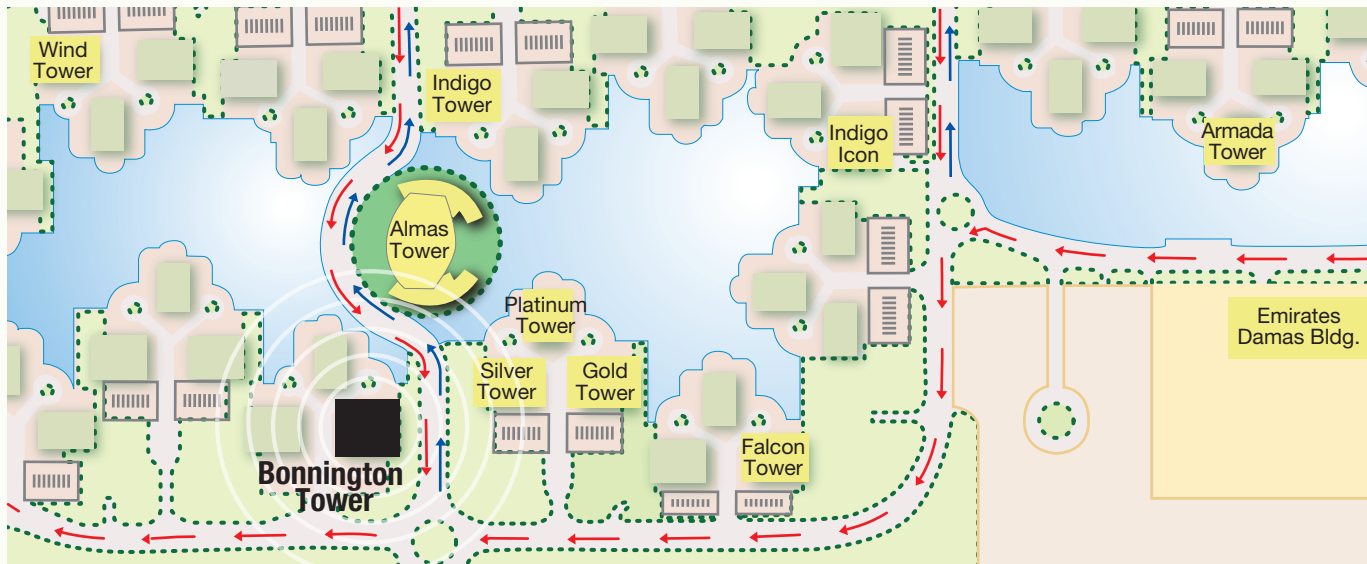 Wind
Tower
Indigo
Tower
Indigo
Icon
Armada
Tower
Almas
Tower
Platinum
Tower
Emirates
Damas Bldg.
Silver
Tower
Gold
Tower
Falcon
Tower
Bonnington
Tower